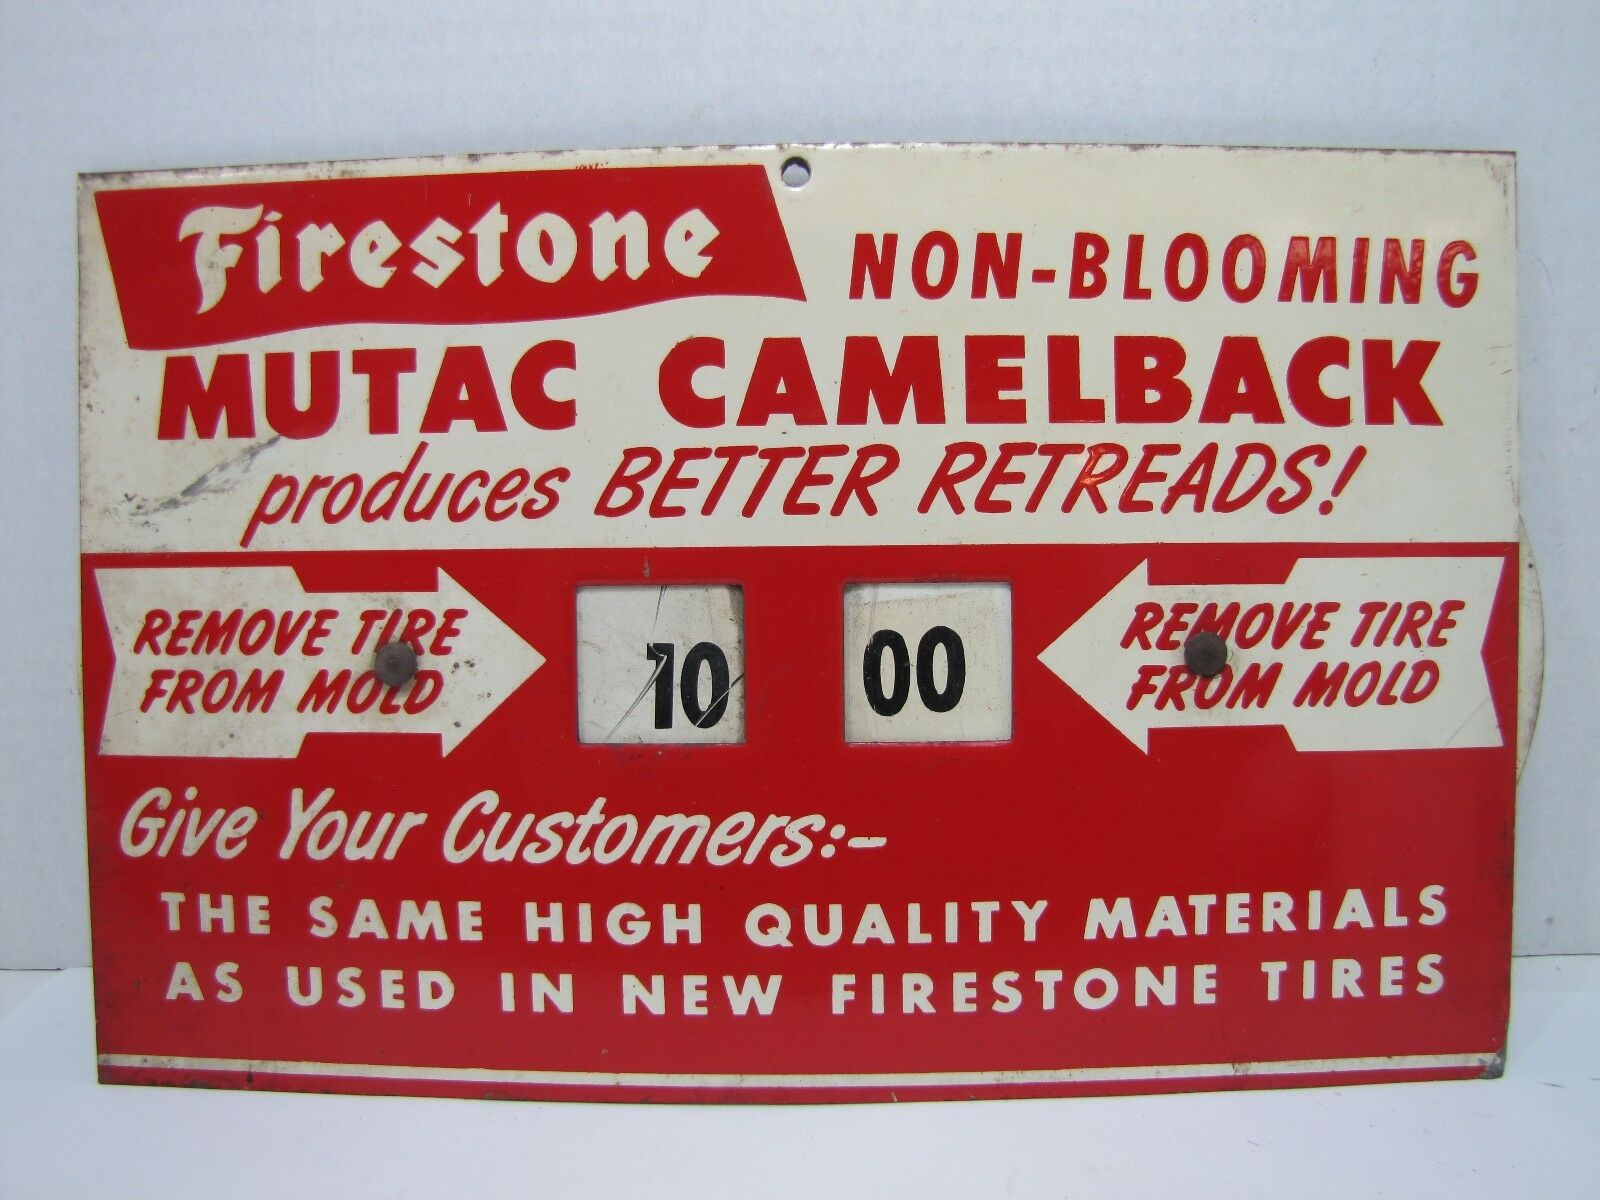 Firestone NON-BLOOMING
MUTAC CAMELBACK
produces BETTER RETREADS!
REMOVE TIRE
FROM MOLD
10 00
REMOVE TIRE
FROM MOLD
Give Your Customers:-
THE SAME HIGH QUALITY MATERIALS
AS USED IN NEW FIRESTONE TIRES